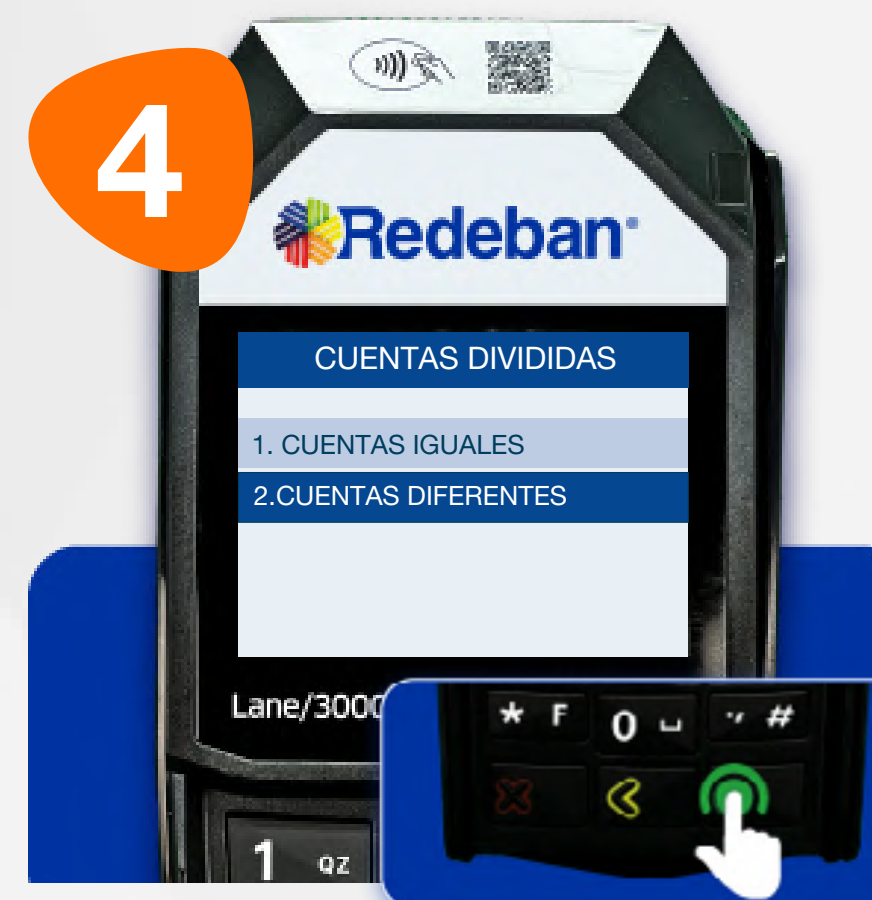 4
Redeban®
CUENTAS DIVIDIDAS
1. CUENTAS IGUALES
2.CUENTAS DIFERENTES
Lane/3000
* F
0
., #
1 QZ